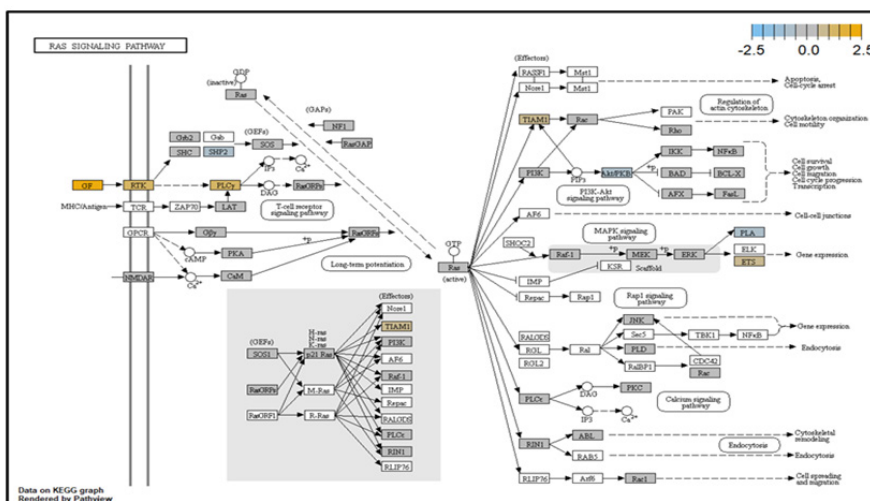 RAS SIGNALING PATHWAY
-2.5 0.0 2.5
GDP
(inactive)
Ras
(GAPs)
NF1
RasGAP
(GEFs)
Grb2
Gab
SOS
SHC
SHP2
IP3
Ca2+
GF
RTK
PLCγ
DAG
RasGRPs
MHC/Antigen
TCR
ZAP70
LAT
T-cell receptor
signaling pathway
GPCR
Gβγ
RasGRFs
cAMP
PKA
+p
Long-term potentiation
NMDAR
Ca2+
CaM
GTP
Ras
(active)
(Effectors)
RASSF1
Mst1
Nore1
Mst1
Apoptosis,
Cell-cycle arrest
Regulation of
actin cytoskeleton
TIAM1
Rac
PAK
Rho
Cytoskeleton organization
Cell motility
PI3K
PIP3
Akt/PKB
IKK
NFκB
+p
BAD
BCL-X
AFX
FasL
Cell survival
Cell growth
Cell migration
Cell cycle progression
Transcription
PI3K-Akt
signaling pathway
AF6
Cell-cell junctions
MAPK signaling
pathway
SHOC2
Raf-1
+p
MEK
+p
ERK
PLA
ELK
ETS
Gene expression
KSR
Scaffold
IMP
Repac
Rap1
Rap1 signaling
pathway
RALGDS
RGL
RGL2
Ral
JNK
Sec5
TBK1
NFκB
Gene expression
PLD
Endocytosis
RalBP1
CDC42
Rac
PLCε
DAG
PKC
IP3
Ca2+
Calcium signaling
pathway
RIN1
ABL
RAB5
Endocytosis
Cytoskeletal
remodeling
Endocytosis
RLIP76
Arf6
Rac1
Cell spreading
and migration
(Effectors)
Nore1
TIAM1
PI3K
AF6
Raf-1
IMP
Repac
RALGDS
PLCε
RIN1
RLIP76
(GEFs)
SOS1
RasGRPs
RasGRF1
H-ras
N-ras
K-ras
p21 Ras
M-Ras
R-Ras
Data on KEGG graph
Rendered by Pathview